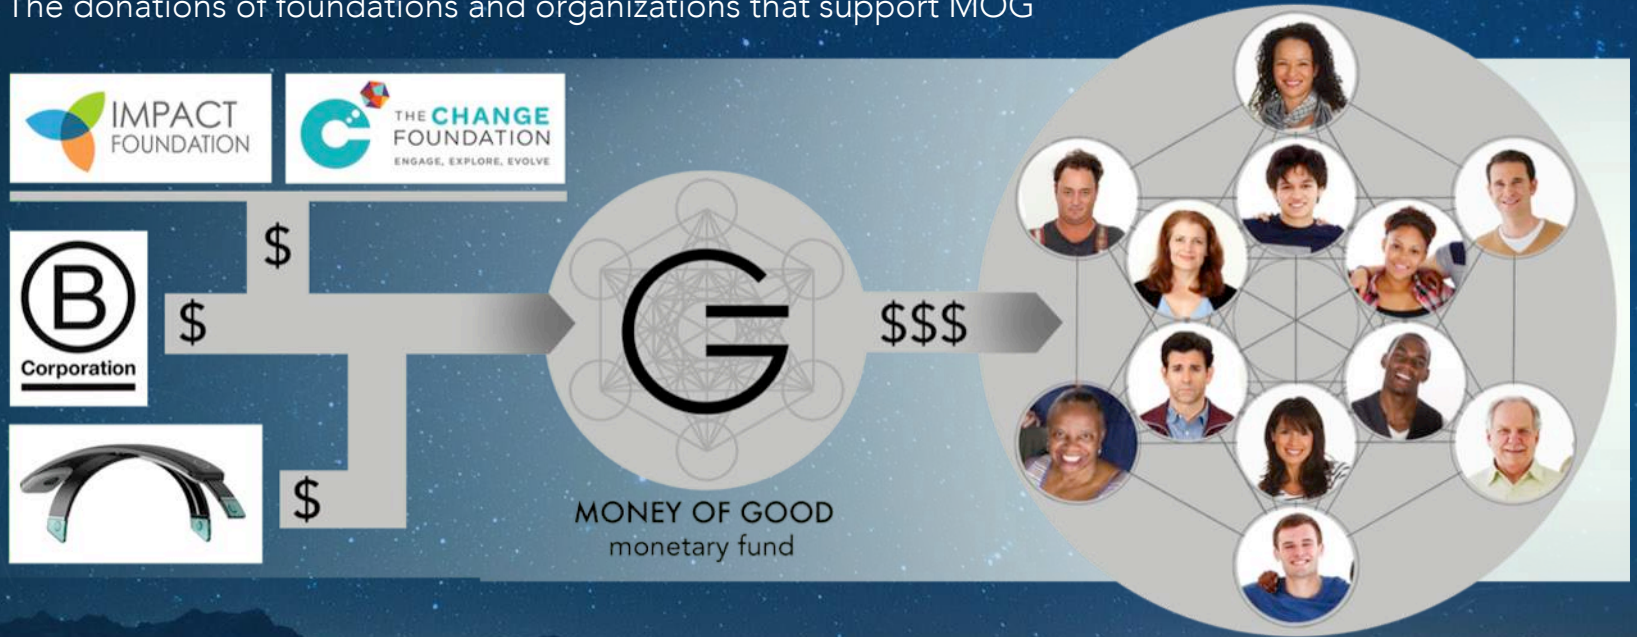 The donations of foundations and organizations that support MOG
IMPACT
FOUNDATION
THE CHANGE
FOUNDATION
ENGAGE, EXPLORE, EVOLVE
$
B
Corporation
$
$$$
$
MONEY OF GOOD
monetary fund